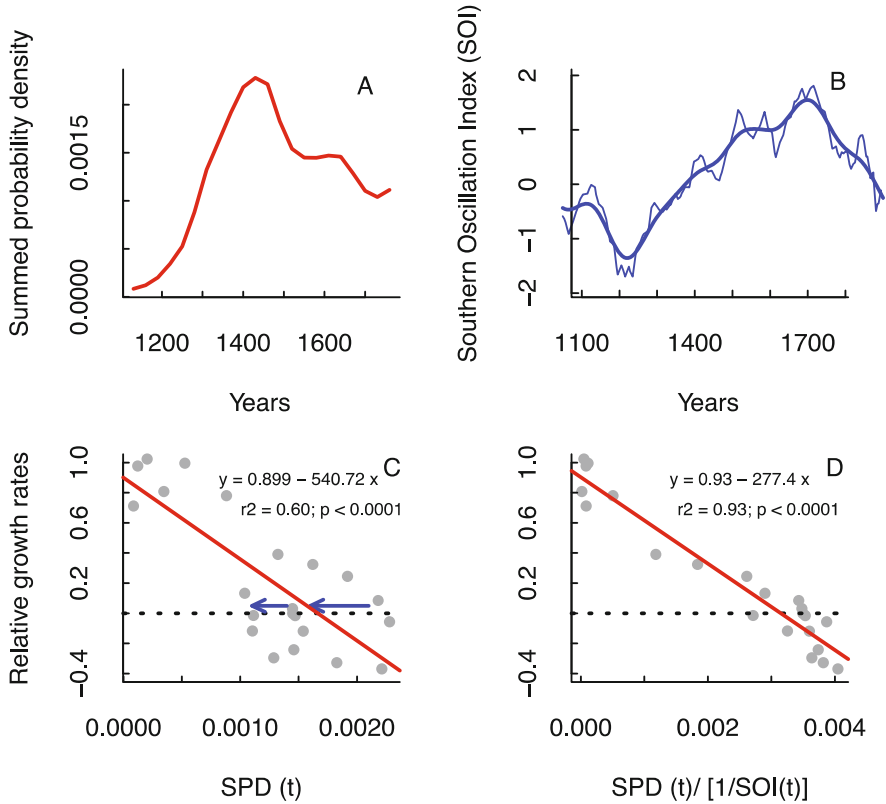 A
Summed probability density
0.0015
0.0000
1200 1400 1600
Years
B
Southern Oscillation Index (SOI)
2
1
0
−1
−2
1100 1400 1700
Years
C
y = 0.899 − 540.72 x
r2 = 0.60; p < 0.0001
Relative growth rates
1.0
0.6
0.2
−0.4
0.0000 0.0010 0.0020
SPD (t)
D
y = 0.93 − 277.4 x
r2 = 0.93; p < 0.0001
1.0
0.6
0.2
−0.4
0.000 0.002 0.004
SPD (t)/ [1/SOI(t)]